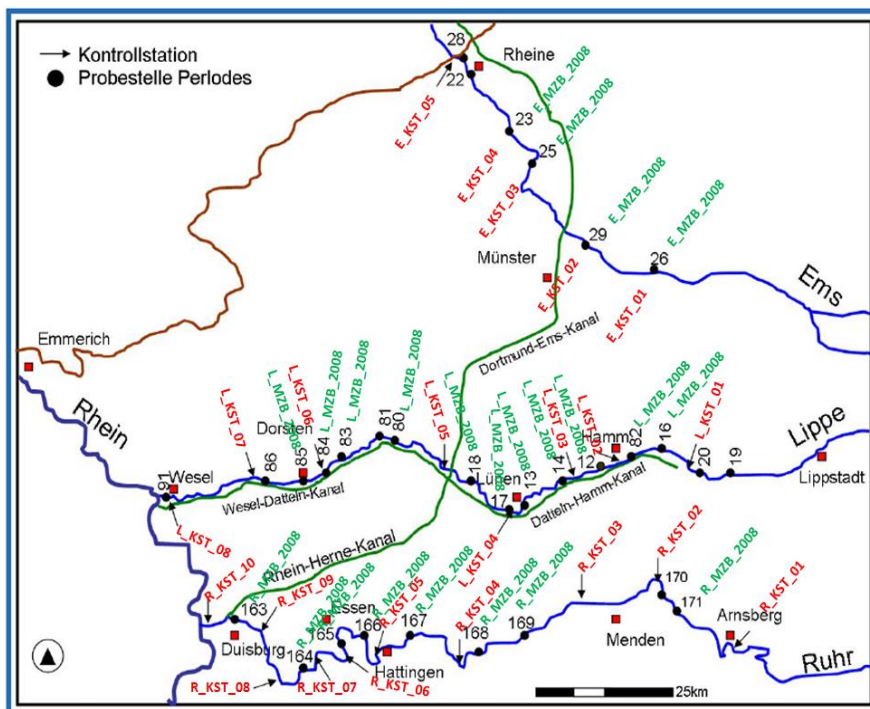 Kontrollstation
Probestelle Perlodes
28
22
Rheine
E_KST_05
E_MZB_2008
E_MZB_2008
23
25
E_KST_04
E_KST_03
E_MZB_2008
E_MZB_2008
29
26
Münster
E_KST_02
E_KST_01
Ems
Emmerich
Dortmund-Ems-Kanal
Rhein
L_KST_07
L_MZB_2008
L_KST_06
L_MZB_2008
L_MZB_2008
L_MZB_2008
Dorsten
81
80
83
84
85
86
L_KST_05
L_MZB_2008
L_MZB_2008
L_MZB_2008
L_MZB_2008
L_MZB_2008
L_KST_03
Hamm
L_MZB_2008
L_MZB_2008
L_KST_01
82
16
20
19
Lippe
Lippstadt
Wesel
91
Wesel-Datteln-Kanal
18
Lünen
17
13
14
12
Datteln-Hamm-Kanal
L_KST_08
L_KST_04
Rhein-Herne-Kanal
R_KST_10
R_MZB_2008
R_KST_09
R_MZB_2008
R_MZB_2008
R_MZB_2008
R_KST_05
R_MZB_2008
R_KST_04
R_MZB_2008
R_MZB_2008
R_KST_03
R_KST_02
R_MZB_2008
R_KST_01
163
Duisburg
164
165
166
167
Hattingen
168
169
Menden
170
171
Arnsberg
Ruhr
R_KST_08
R_KST_07
R_KST_06
25km